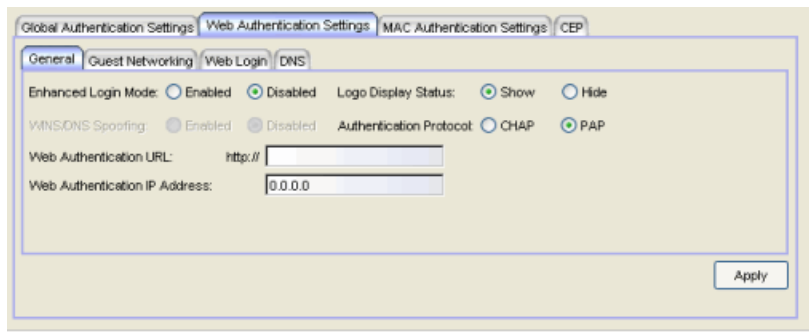 Global Authentication Settings Web Authentication Settings MAC Authentication Settings CEP
General Guest Networking Web Login DNS
Enhanced Login Mode: Enabled Disabled Logo Display Status: Show Hide
WINS/DNS Spoofing: Enabled Disabled Authentication Protocol: CHAP PAP
Web Authentication URL: http://
Web Authentication IP Address: 0.0.0.0
Apply